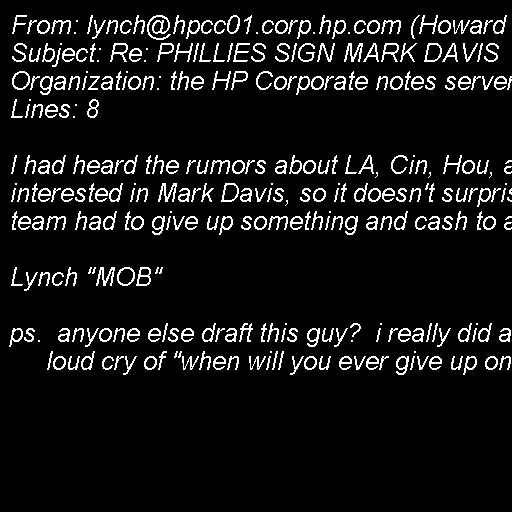 From: lynch@hpcc01.corp.hp.com (Howard
Subject: Re: PHILLIES SIGN MARK DAVIS
Organization: the HP Corporate notes server
Lines: 8
I had heard the rumors about LA, Cin, Hou, a
interested in Mark Davis, so it doesn't surpris
team had to give up something and cash to a
Lynch "MOB"
ps.  anyone else draft this guy?  i really did a
loud cry of "when will you ever give up on